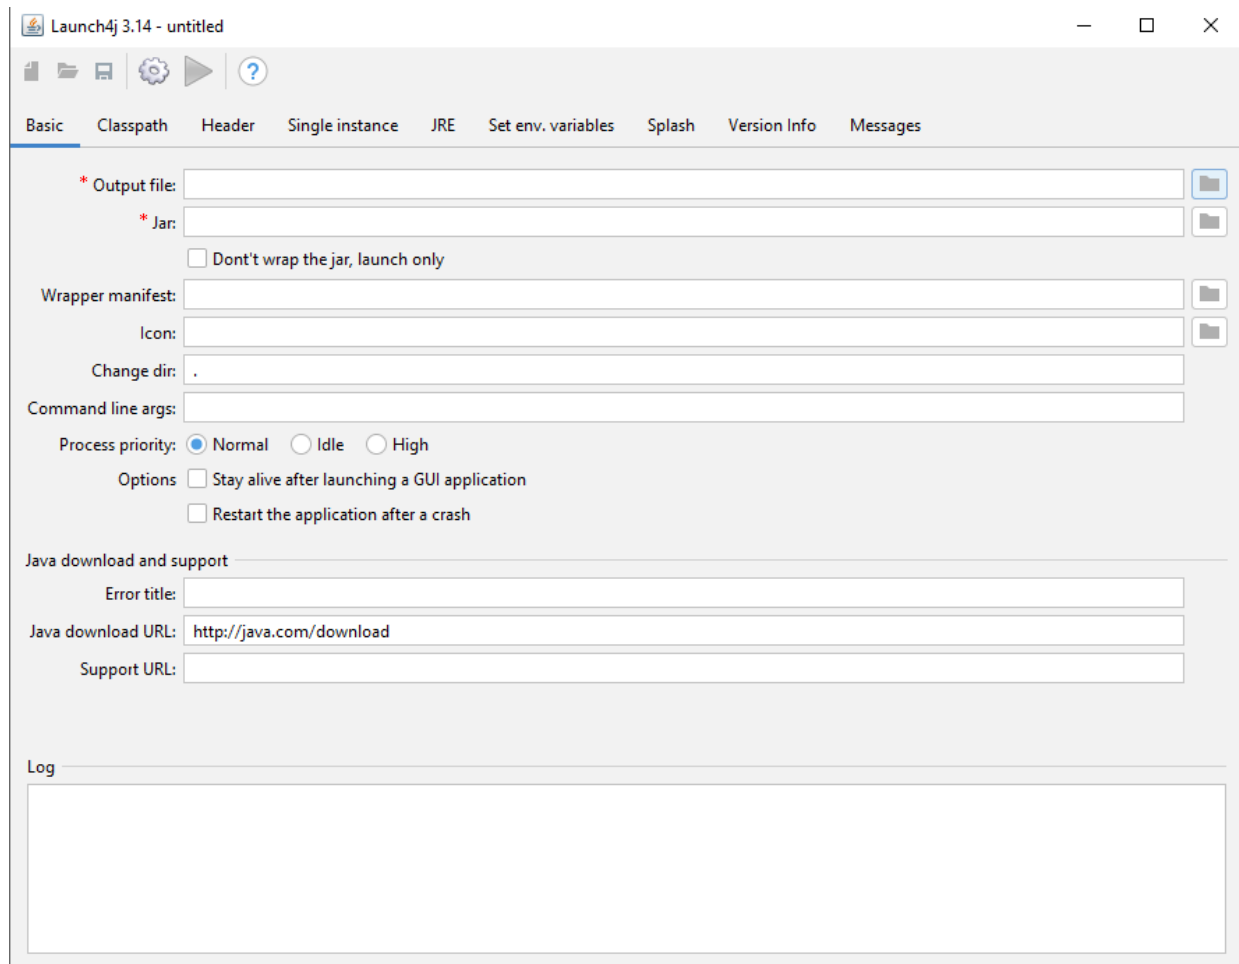 Launch4j 3.14 - untitled
?
Basic Classpath Header Single instance JRE Set env. variables Splash Version Info Messages
* Output file:
* Jar:
Dont't wrap the jar, launch only
Wrapper manifest:
Icon:
Change dir: .
Command line args:
Process priority: Normal Idle High
Options Stay alive after launching a GUI application
Restart the application after a crash
Java download and support
Error title:
Java download URL: http://java.com/download
Support URL:
Log